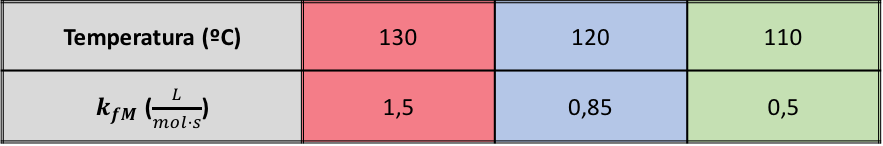 Temperatura (ºC) 130 120 110
k_fM (L/mol·s) 1,5 0,85 0,5